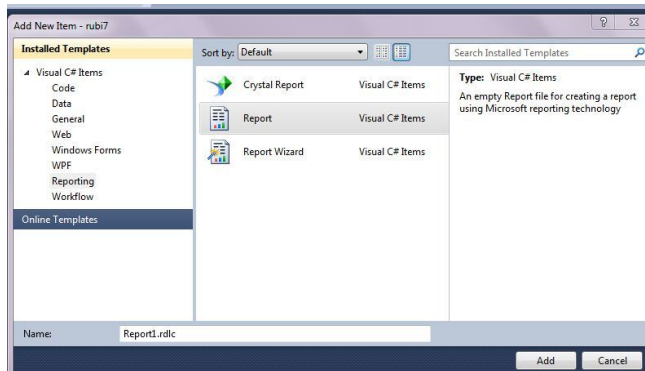 Add New Item - rubi7
Installed Templates
Visual C# Items
Code
Data
General
Web
Windows Forms
WPF
Reporting
Workflow
Online Templates
Sort by: Default
Crystal Report Visual C# Items
Report Visual C# Items
Report Wizard Visual C# Items
Search Installed Templates
Type: Visual C# Items
An empty Report file for creating a report
using Microsoft reporting technology
Name: Report1.rdlc
Add Cancel